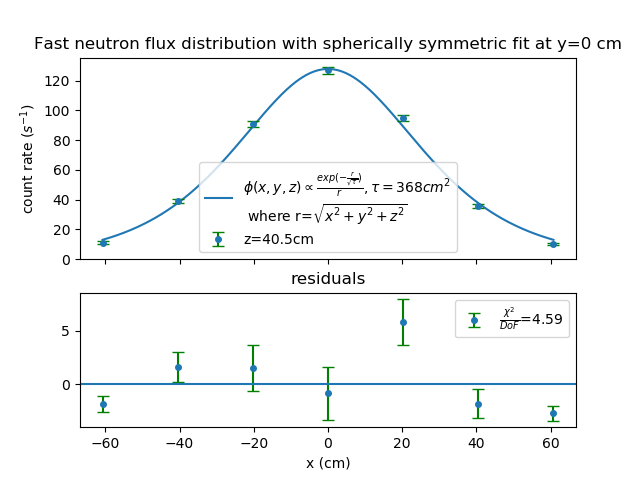 Fast neutron flux distribution with spherically symmetric fit at y=0 cm
count rate (s⁻¹)
120
100
80
60
40
20
0
ϕ(x, y, z) ∝ exp(−r/√τ)/r, τ = 368cm²
where r=√x² + y² + z²
z=40.5cm
residuals
5
0
χ²/DoF=4.59
−60 −40 −20 0 20 40 60
x (cm)